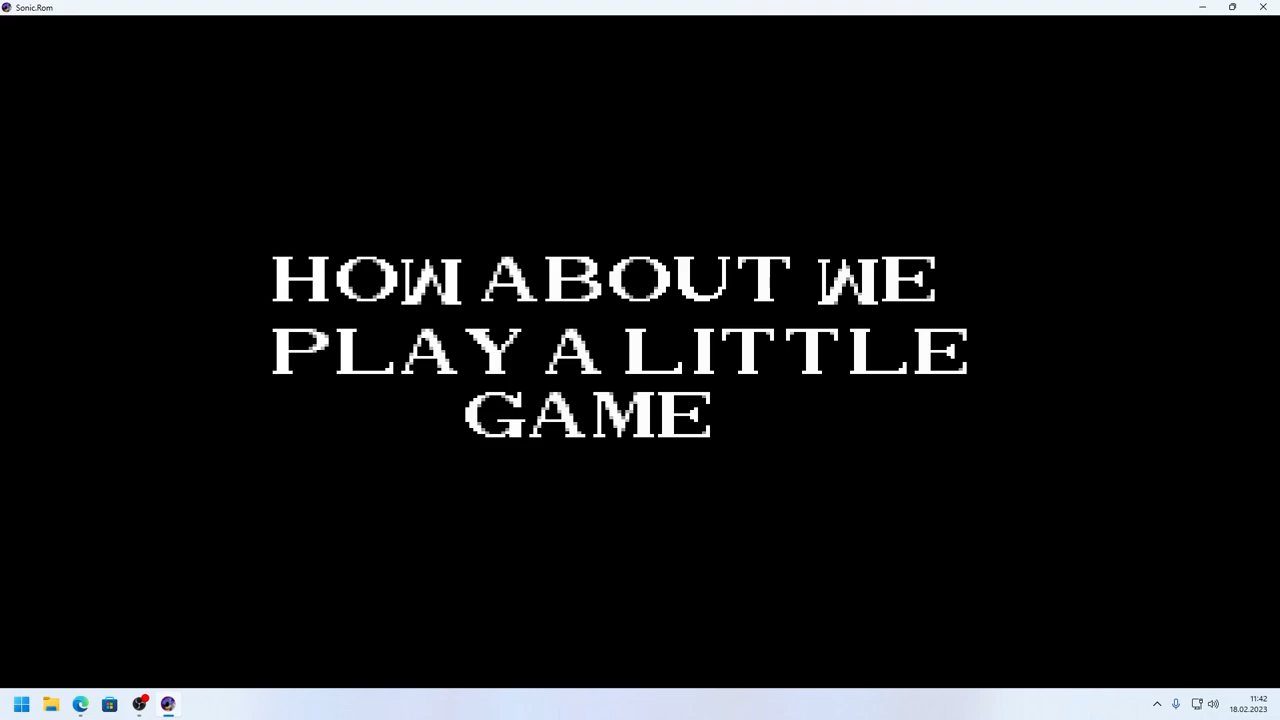 Sonic.Rom
HOW ABOUT WE
PLAY A LITTLE
GAME
11:42
18.02.2023